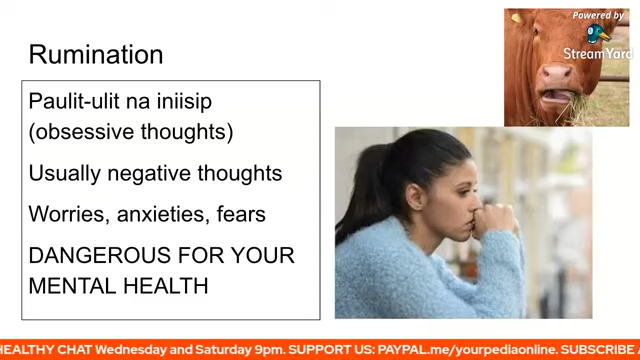 Powered by
StreamYard
Rumination
Paulit-ulit na iniisip
(obsessive thoughts)
Usually negative thoughts
Worries, anxieties, fears
DANGEROUS FOR YOUR
MENTAL HEALTH
HEALTHY CHAT Wednesday and Saturday 9pm. SUPPORT US: PAYPAL.me/yourpediaonline. SUBSCRIBE